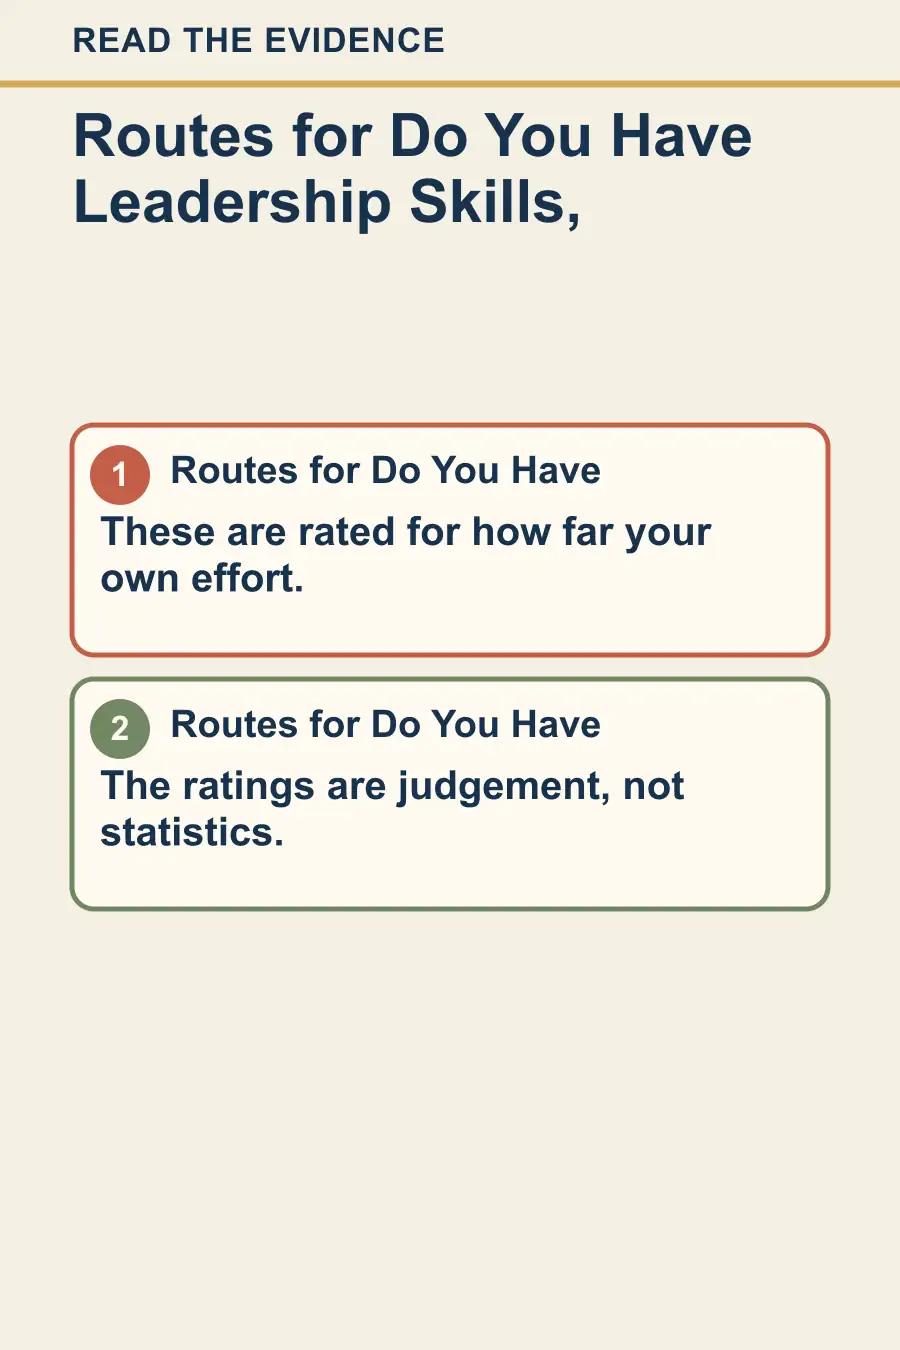 READ THE EVIDENCE
Routes for Do You Have
Leadership Skills,
1
Routes for Do You Have
These are rated for how far your
own effort.
2
Routes for Do You Have
The ratings are judgement, not
statistics.